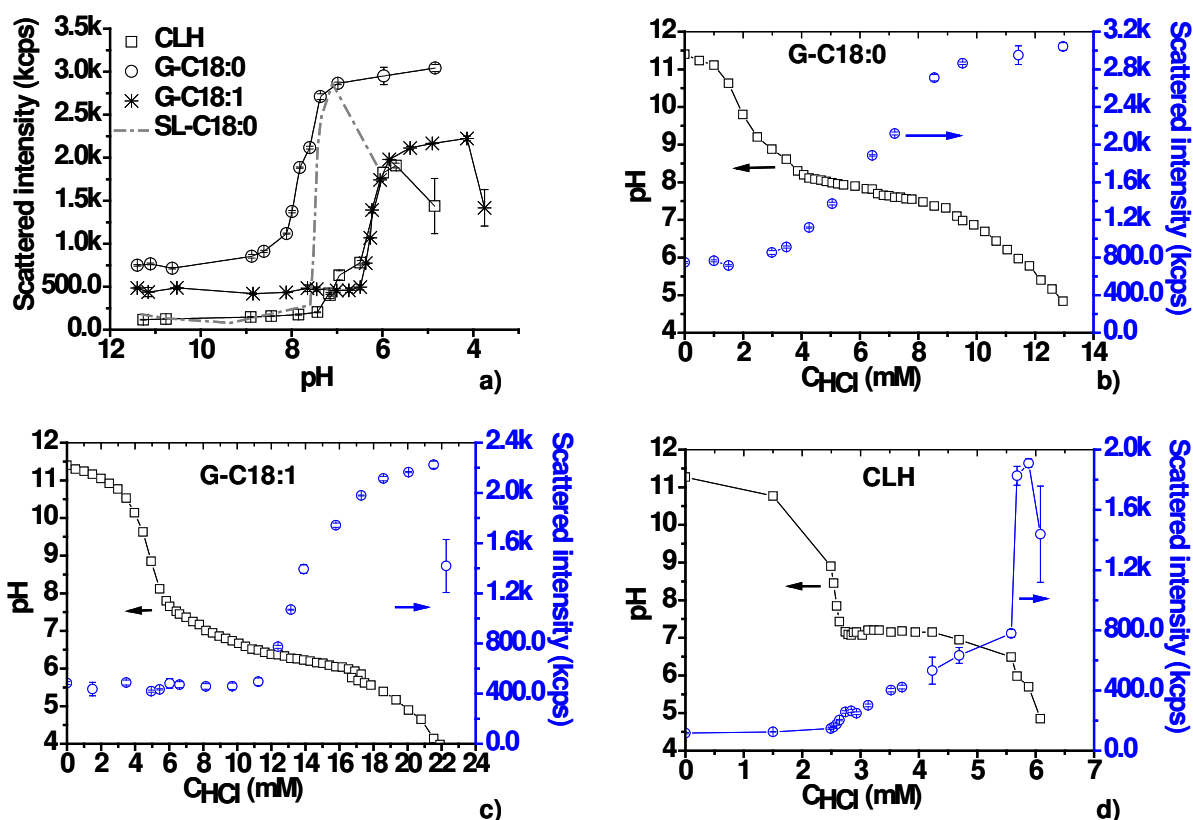 3.5k
3.0k
2.5k
2.0k
1.5k
1.0k
500.0
0.0
Scattered intensity (kcps)
CLH
G-C18:0
G-C18:1
SL-C18:0
12 10 8 6 4
pH
a)
12
11
10
9
8
7
6
5
4
pH
G-C18:0
3.2k
2.8k
2.4k
2.0k
1.6k
1.2k
800.0
400.0
0.0
Scattered intensity (kcps)
0 2 4 6 8 10 12 14
CHCl (mM)
b)
12
11
10
9
8
7
6
5
4
pH
G-C18:1
2.4k
2.0k
1.6k
1.2k
800.0
400.0
0.0
Scattered intensity (kcps)
0 2 4 6 8 10 12 14 16 18 20 22 24
CHCl (mM)
c)
12
11
10
9
8
7
6
5
4
pH
CLH
2.0k
1.6k
1.2k
800.0
400.0
0.0
Scattered intensity (kcps)
0 1 2 3 4 5 6 7
CHCl (mM)
d)